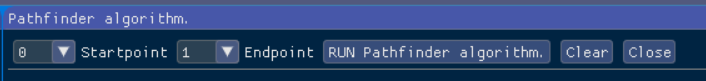 Pathfinder algorithm.
0 Startpoint 1 Endpoint RUN Pathfinder algorithm. Clear Close